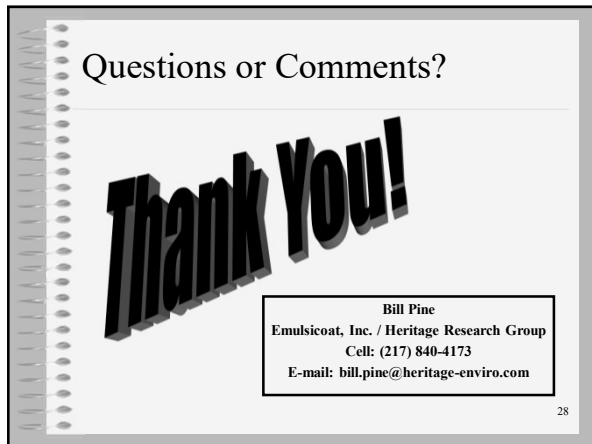 Questions or Comments?
Thank You!
Bill Pine
Emulsicoat, Inc. / Heritage Research Group
Cell: (217) 840-4173
E-mail: bill.pine@heritage-enviro.com
28